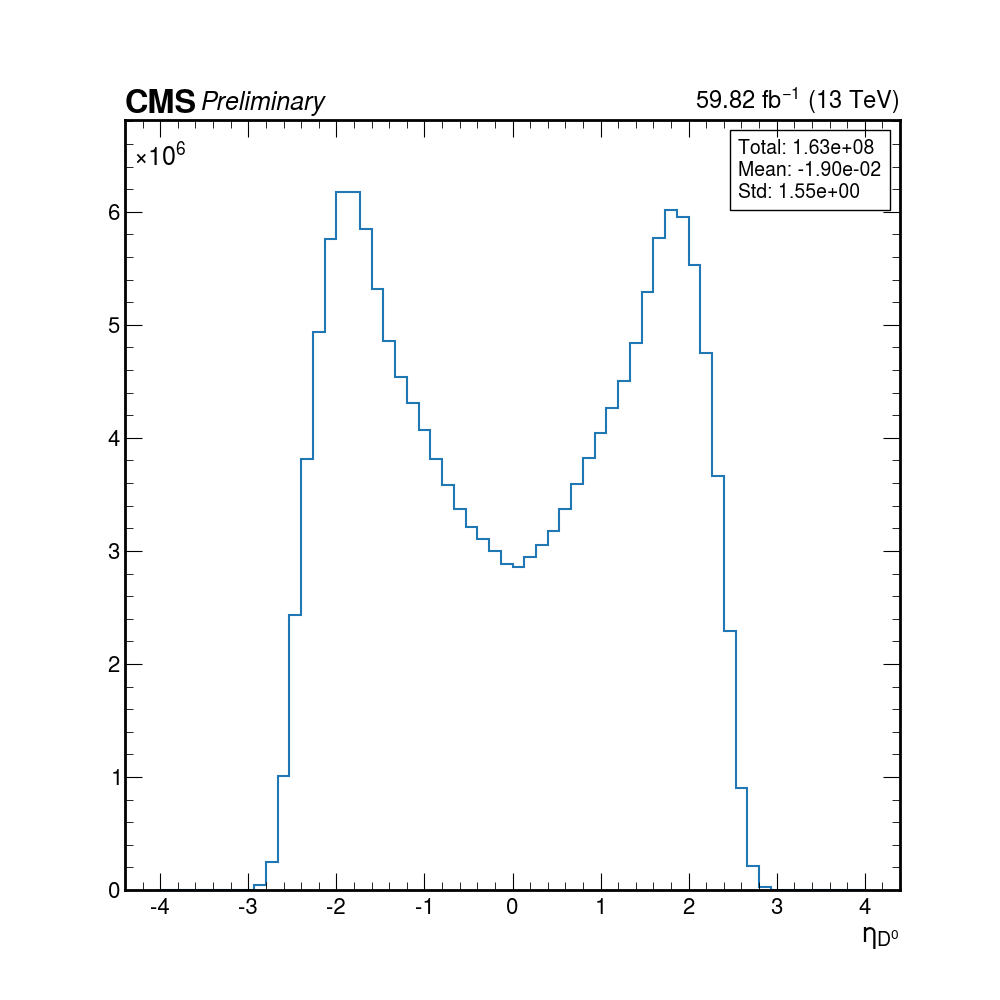 CMS Preliminary
59.82 fb⁻¹ (13 TeV)
×10⁶
Total: 1.63e+08
Mean: -1.90e-02
Std: 1.55e+00
6
5
4
3
2
1
0
-4 -3 -2 -1 0 1 2 3 4
η_D⁰